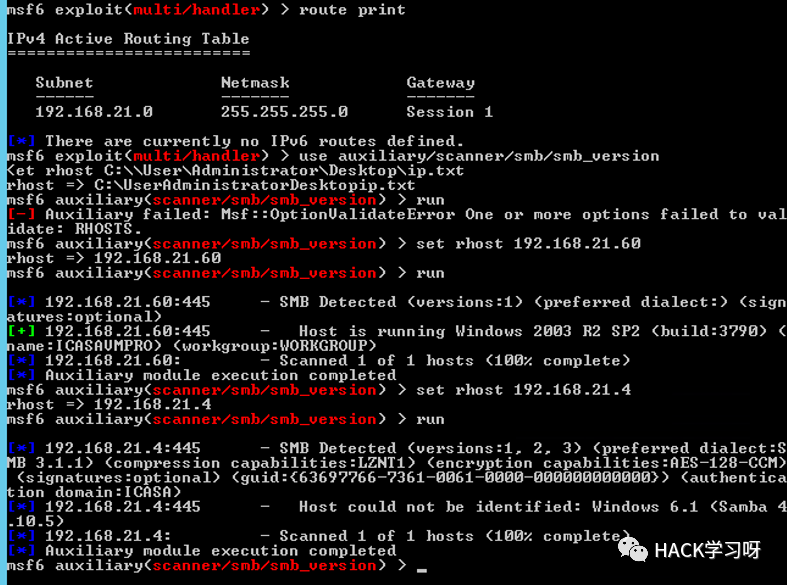 msf6 exploit(multi/handler) > route print
IPv4 Active Routing Table
=========================
Subnet Netmask Gateway
------ ------- -------
192.168.21.0 255.255.255.0 Session 1
[*] There are currently no IPv6 routes defined.
msf6 exploit(multi/handler) > use auxiliary/scanner/smb/smb_version
<et rhost C:\\User\Administrator\Desktop\ip.txt
rhost => C:\UserAdministratorDesktopip.txt
msf6 auxiliary(scanner/smb/smb_version) > run
[-] Auxiliary failed: Msf::OptionValidateError One or more options failed to val
idate: RHOSTS.
msf6 auxiliary(scanner/smb/smb_version) > set rhost 192.168.21.60
rhost => 192.168.21.60
msf6 auxiliary(scanner/smb/smb_version) > run
[*] 192.168.21.60:445 - SMB Detected (versions:1) (preferred dialect:) (sign
atures:optional)
[+] 192.168.21.60:445 - Host is running Windows 2003 R2 SP2 (build:3790) (
name:ICASAVMPRO) (workgroup:WORKGROUP)
[*] 192.168.21.60: - Scanned 1 of 1 hosts (100% complete)
[*] Auxiliary module execution completed
msf6 auxiliary(scanner/smb/smb_version) > set rhost 192.168.21.4
rhost => 192.168.21.4
msf6 auxiliary(scanner/smb/smb_version) > run
[*] 192.168.21.4:445 - SMB Detected (versions:1, 2, 3) (preferred dialect:S
MB 3.1.1) (compression capabilities:LZNT1) (encryption capabilities:AES-128-CCM)
(signatures:optional) (guid:{63697766-7361-0061-0000-000000000000}) (authentica
tion domain:ICASA)
[*] 192.168.21.4:445 - Host could not be identified: Windows 6.1 (Samba 4
.10.5)
[*] 192.168.21.4: - Scanned 1 of 1 hosts (100% complete)
[*] Auxiliary module execution completed
msf6 auxiliary(scanner/smb/smb_version) > _
HACK学习呀